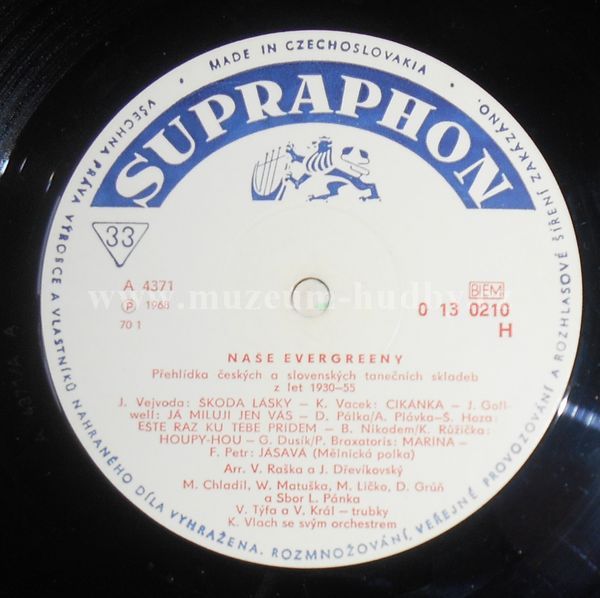 • MADE IN CZECHOSLOVAKIA •
SUPRAPHON
33
A 4371
Ⓟ 1968
70 1
BIEM
0 13 0210
H
www.muzeum-hudby
NAŠE EVERGREENY
Přehlídka českých a slovenských tanečních skladeb
z let 1930–55
J. Vejvoda: ŠKODA LÁSKY – K. Vacek: CIKÁNKA – J. Gollwell: JÁ MILUJI JEN VÁS – D. Pálka/A. Plávka–Š. Hoza:
EŠTE RAZ KU TEBE PRIDEM – B. Nikodem/K. Růžička:
HOUPY-HOU – G. Dusík/P. Braxatoris: MARÍNA –
F. Petr: JÁSAVÁ (Mělnická polka)
Arr. V. Raška a J. Dřevíkovský
M. Chladil, W. Matuška, M. Ličko, D. Grúň
a Sbor L. Pánka
V. Týfa a V. Král – trubky
K. Vlach se svým orchestrem
VŠECHNA PRÁVA VÝROBCE A VLASTNÍKŮ NAHRANÉHO DÍLA VYHRAŽENA. ROZMNOŽOVÁNÍ, VEŘEJNÉ PROVOZOVÁNÍ A ROZHLASOVÉ ŠÍŘENÍ ZAKÁZÁNO.